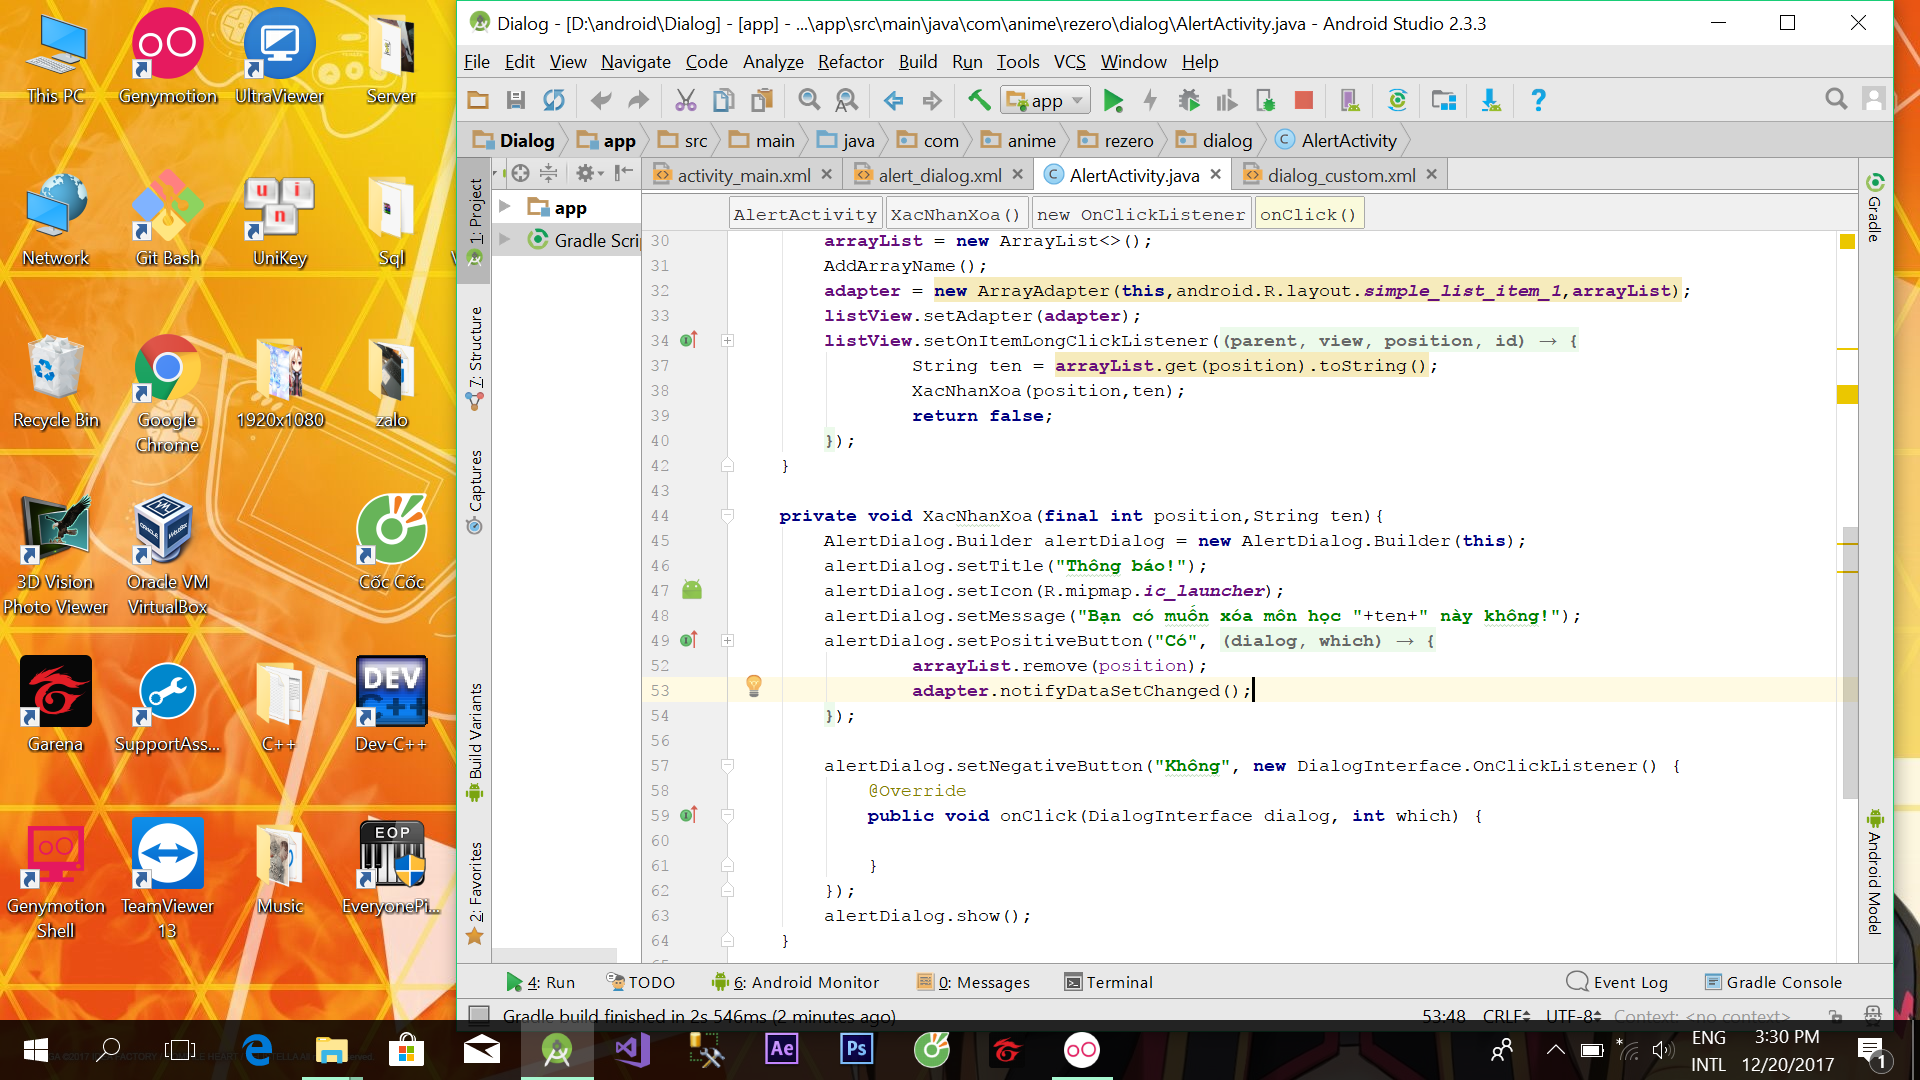 This PC
Genymotion
UltraViewer
Server
Network
Git Bash
UniKey
Sql
Recycle Bin
Google Chrome
1920x1080
zalo
3D Vision Photo Viewer
Oracle VM VirtualBox
Cốc Cốc
Garena
SupportAss...
C++
Dev-C++
Genymotion Shell
TeamViewer 13
Music
EveryonePi...
Dialog - [D:\android\Dialog] - [app] - ...\app\src\main\java\com\anime\rezero\dialog\AlertActivity.java - Android Studio 2.3.3
File Edit View Navigate Code Analyze Refactor Build Run Tools VCS Window Help
app
Dialog app src main java com anime rezero dialog AlertActivity
activity_main.xml alert_dialog.xml AlertActivity.java dialog_custom.xml
1: Project
7: Structure
Captures
Build Variants
2: Favorites
app
Gradle Scri
AlertActivity XacNhanXoa() new OnClickListener onClick()
30 arrayList = new ArrayList<>();
31 AddArrayName();
32 adapter = new ArrayAdapter(this,android.R.layout.simple_list_item_1,arrayList);
33 listView.setAdapter(adapter);
34 listView.setOnItemLongClickListener((parent, view, position, id) → {
37 String ten = arrayList.get(position).toString();
38 XacNhanXoa(position,ten);
39 return false;
40 });
42 }
43
44 private void XacNhanXoa(final int position,String ten){
45 AlertDialog.Builder alertDialog = new AlertDialog.Builder(this);
46 alertDialog.setTitle("Thông báo!");
47 alertDialog.setIcon(R.mipmap.ic_launcher);
48 alertDialog.setMessage("Bạn có muốn xóa môn học "+ten+" này không!");
49 alertDialog.setPositiveButton("Có", (dialog, which) → {
52 arrayList.remove(position);
53 adapter.notifyDataSetChanged();
54 });
56
57 alertDialog.setNegativeButton("Không", new DialogInterface.OnClickListener() {
58 @Override
59 public void onClick(DialogInterface dialog, int which) {
60
61 }
62 });
63 alertDialog.show();
64 }
Gradle
Android Model
4: Run TODO 6: Android Monitor 0: Messages Terminal Event Log Gradle Console
Gradle build finished in 2s 546ms (2 minutes ago) 53:48 CRLF UTF-8 Context: <no context>
ENG INTL
3:30 PM
12/20/2017
1